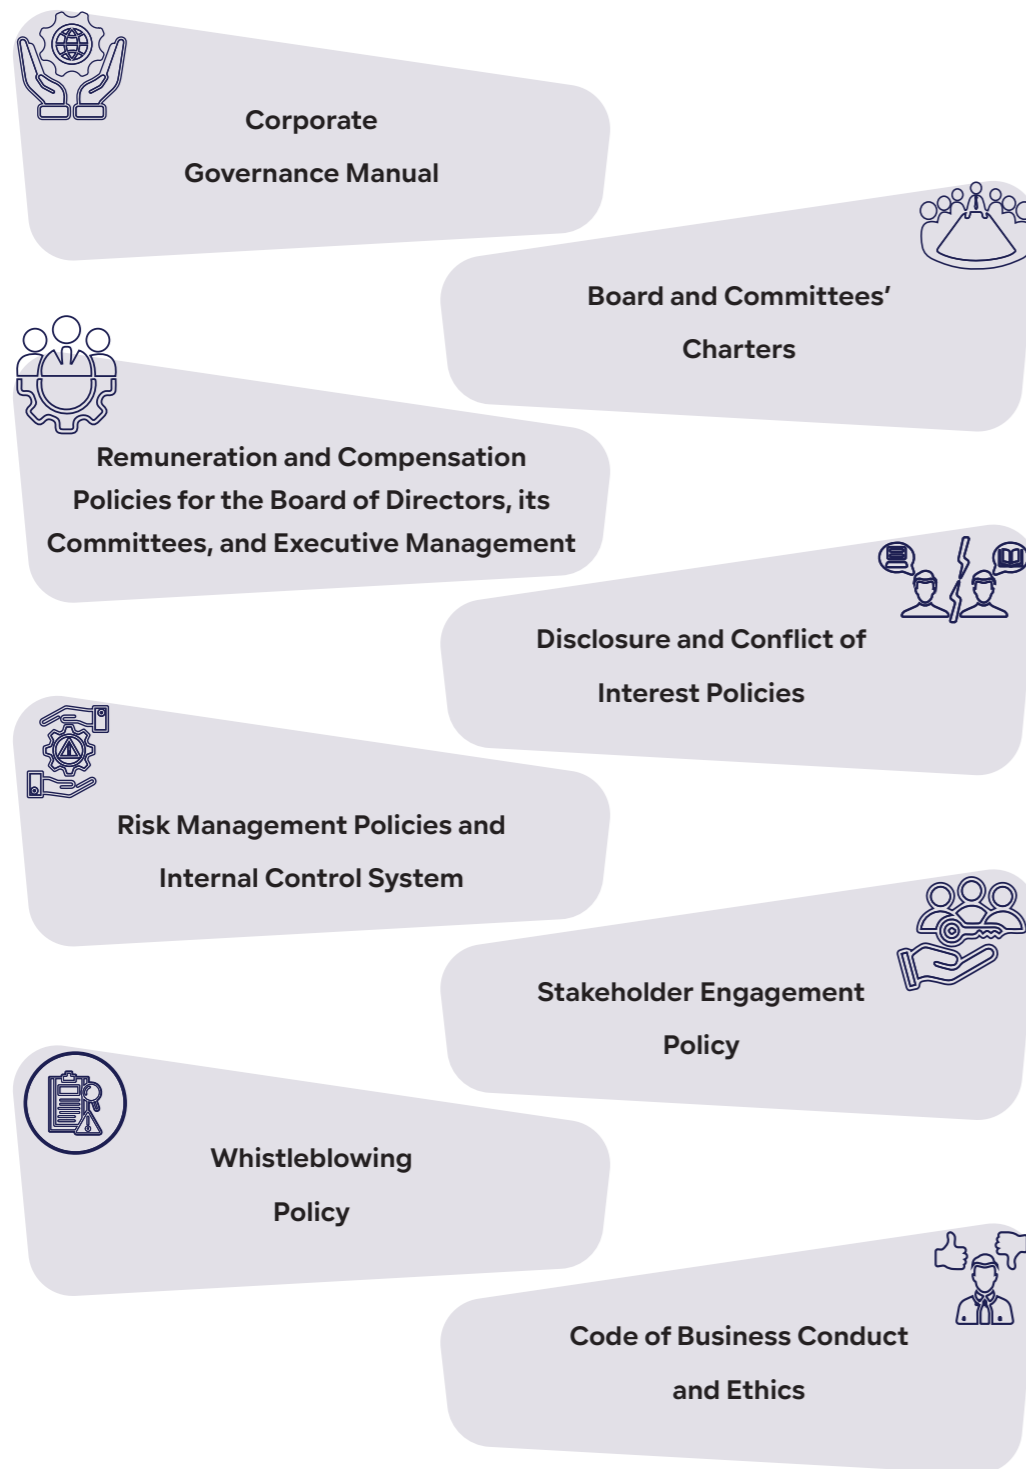 Corporate
Governance Manual
Board and Committees’
Charters
Remuneration and Compensation
Policies for the Board of Directors, its
Committees, and Executive Management
Disclosure and Conflict of
Interest Policies
Risk Management Policies and
Internal Control System
Stakeholder Engagement
Policy
Whistleblowing
Policy
Code of Business Conduct
and Ethics